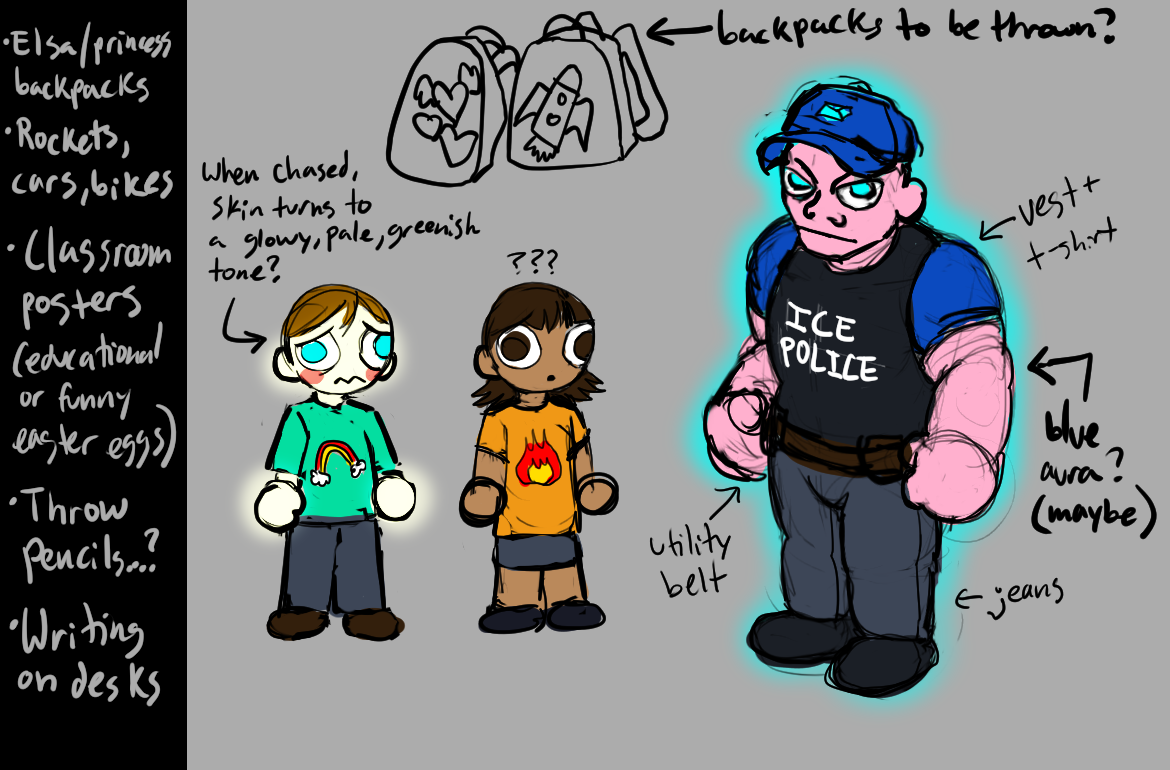 ·Elsa/princess
backpacks
·Rockets,
cars, bikes
·Classroom
posters
(educational
or funny
easter eggs)
·Throw
pencils...?
·Writing
on desks
backpacks to be thrown?
When chased,
skin turns to
a glowy, pale, greenish
tone?
???
ICE
POLICE
vest +
t-shirt
blue
aura?
(maybe)
utility
belt
jeans